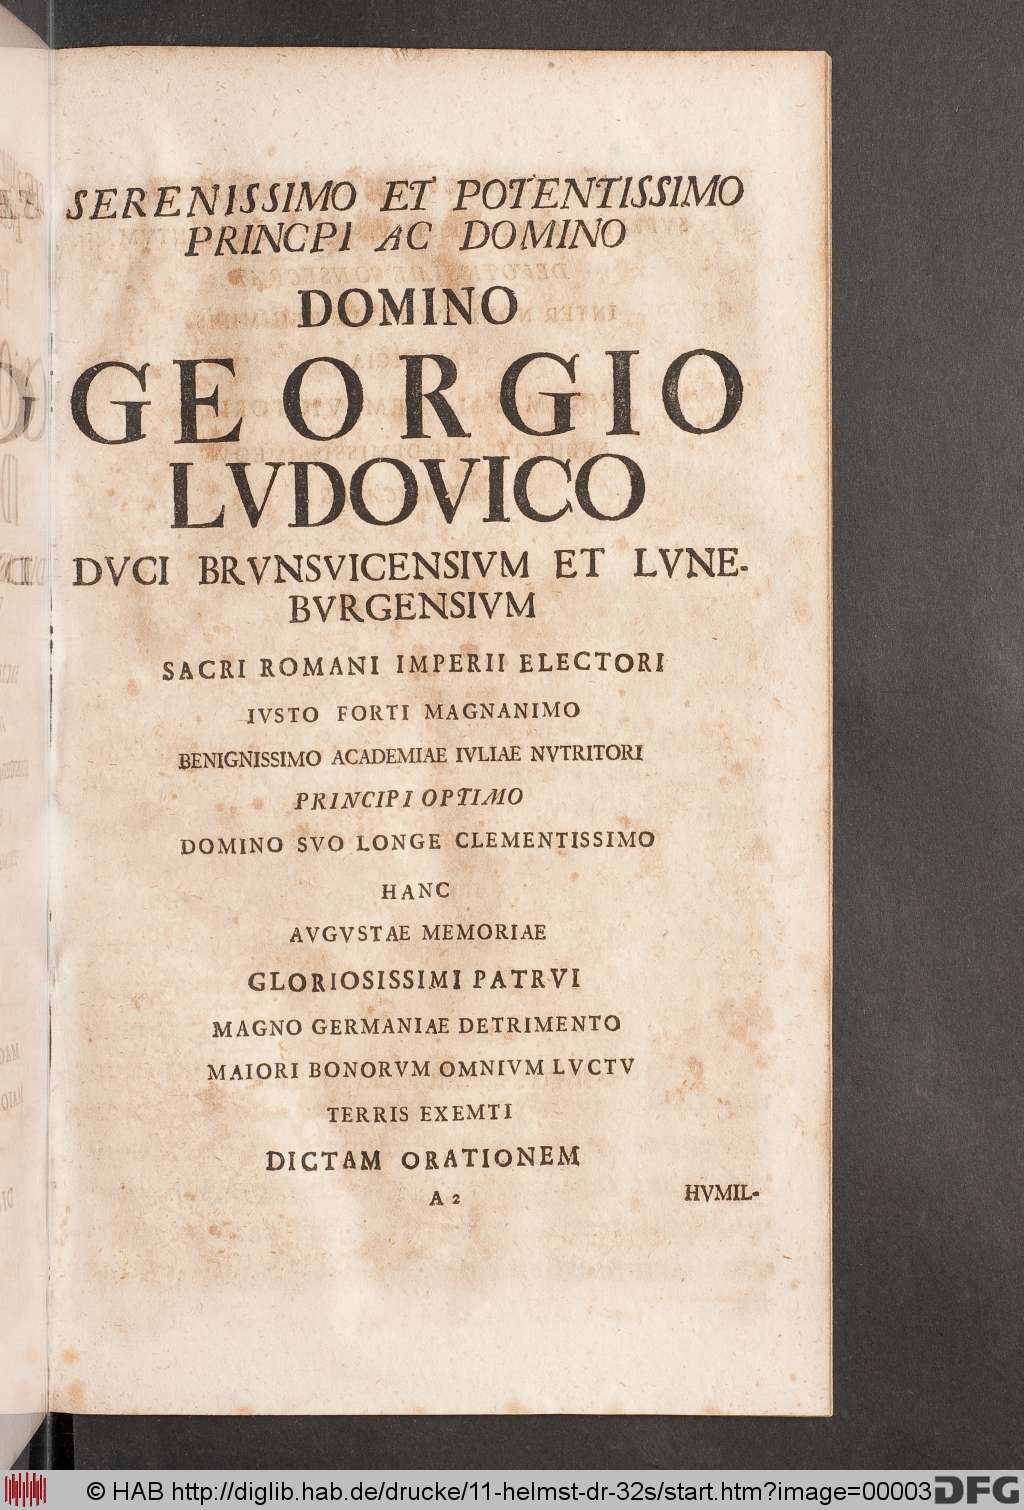 SERENISSIMO ET POTENTISSIMO
PRINCPI AC DOMINO
DOMINO
GEORGIO
LVDOVICO
DVCI BRVNSVICENSIVM ET LVNE-
BVRGENSIVM
SACRI ROMANI IMPERII ELECTORI
IVSTO FORTI MAGNANIMO
BENIGNISSIMO ACADEMIAE IVLIAE NVTRITORI
PRINCIPI OPTIMO
DOMINO SVO LONGE CLEMENTISSIMO
HANC
AVGVSTAE MEMORIAE
GLORIOSISSIMI PATRVI
MAGNO GERMANIAE DETRIMENTO
MAIORI BONORVM OMNIVM LVCTV
TERRIS EXEMTI
DICTAM ORATIONEM
A 2
HVMIL-
© HAB http://diglib.hab.de/drucke/11-helmst-dr-32s/start.htm?image=00003
DFG